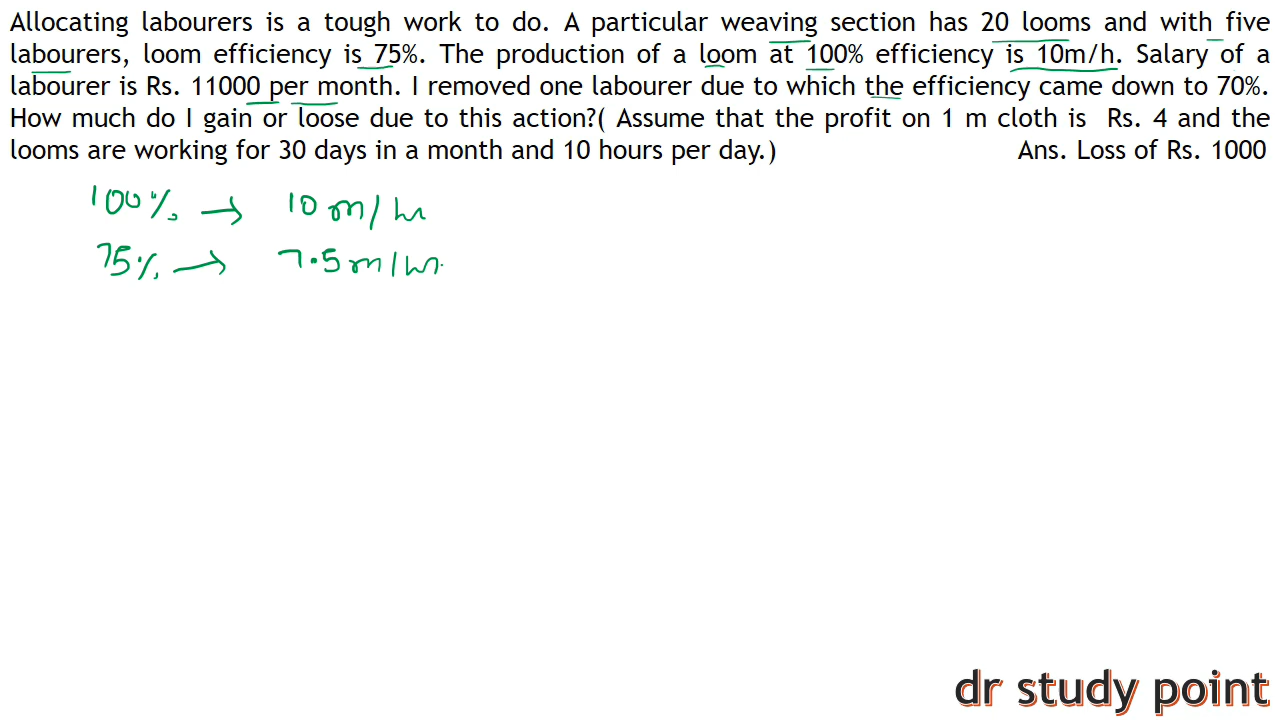 Allocating labourers is a tough work to do. A particular weaving section has 20 looms and with five
labourers, loom efficiency is 75%. The production of a loom at 100% efficiency is 10m/h. Salary of a
labourer is Rs. 11000 per month. I removed one labourer due to which the efficiency came down to 70%.
How much do I gain or loose due to this action?( Assume that the profit on 1 m cloth is Rs. 4 and the
looms are working for 30 days in a month and 10 hours per day.) Ans. Loss of Rs. 1000
100% → 10 m/hr
75% → 7.5 m/hr
dr study point